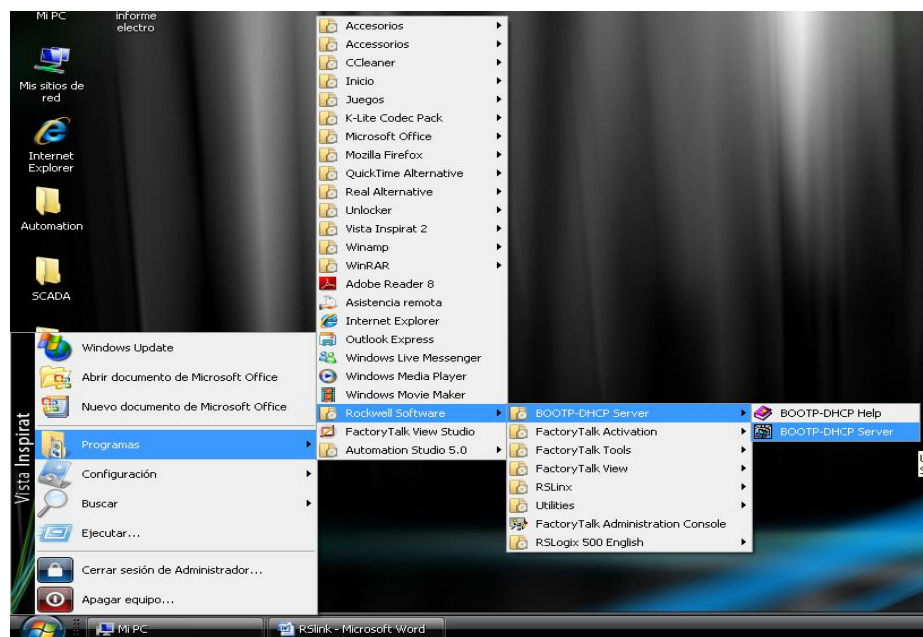 Mi PC
informe
electro
Mis sitios de
red
Internet
Explorer
Automation
SCADA
Vista Inspirat
Windows Update
Abrir documento de Microsoft Office
Nuevo documento de Microsoft Office
Programas
Configuración
Buscar
Ejecutar...
Cerrar sesión de Administrador...
Apagar equipo...
Accesorios
Accessorios
CCleaner
Inicio
Juegos
K-Lite Codec Pack
Microsoft Office
Mozilla Firefox
QuickTime Alternative
Real Alternative
Unlocker
Vista Inspirat 2
Winamp
WinRAR
Adobe Reader 8
Asistencia remota
Internet Explorer
Outlook Express
Windows Live Messenger
Windows Media Player
Windows Movie Maker
Rockwell Software
FactoryTalk View Studio
Automation Studio 5.0
BOOTP-DHCP Server
FactoryTalk Activation
FactoryTalk Tools
FactoryTalk View
RSLinx
Utilities
FactoryTalk Administration Console
RSLogix 500 English
BOOTP-DHCP Help
BOOTP-DHCP Server
Mi PC
RSlink - Microsoft Word